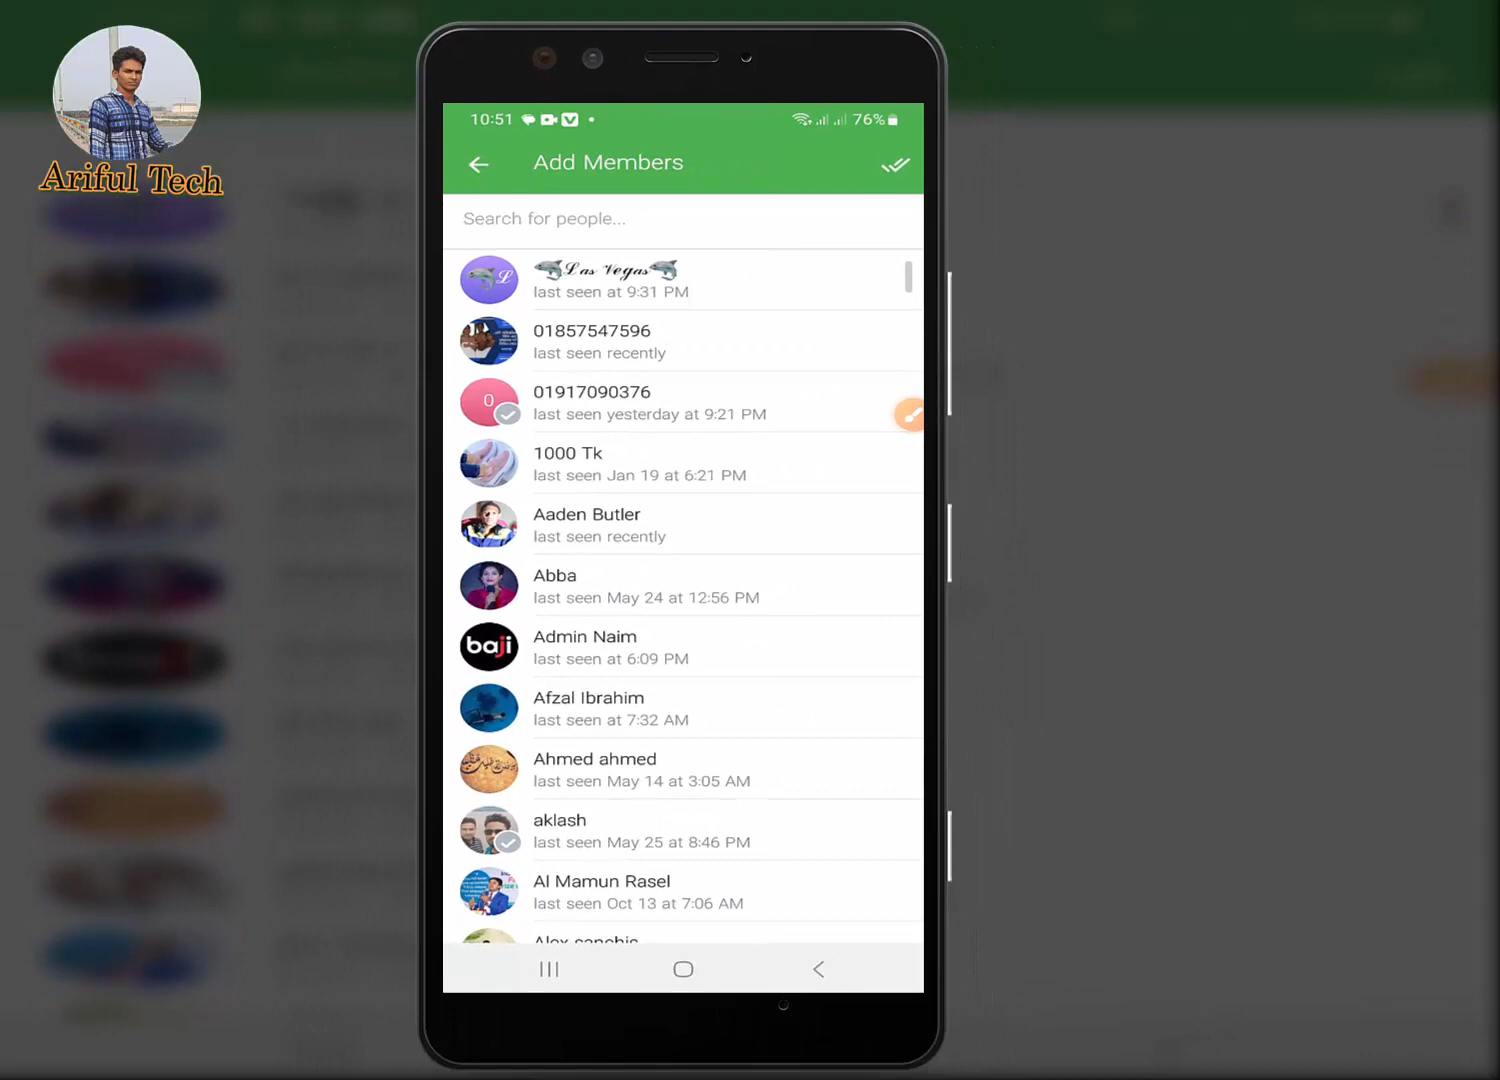 Ariful Tech
10:51
76%
Add Members
Search for people...
L
Las Vegas
last seen at 9:31 PM
01857547596
last seen recently
0
01917090376
last seen yesterday at 9:21 PM
1000 Tk
last seen Jan 19 at 6:21 PM
Aaden Butler
last seen recently
Abba
last seen May 24 at 12:56 PM
baji
Admin Naim
last seen at 6:09 PM
Afzal Ibrahim
last seen at 7:32 AM
Ahmed ahmed
last seen May 14 at 3:05 AM
aklash
last seen May 25 at 8:46 PM
Al Mamun Rasel
last seen Oct 13 at 7:06 AM
Alex sanchis